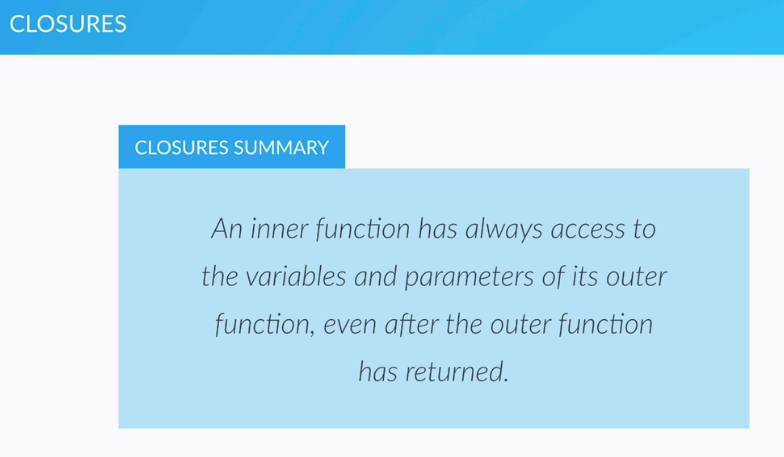 CLOSURES
CLOSURES SUMMARY
An inner function has always access to
the variables and parameters of its outer
function, even after the outer function
has returned.